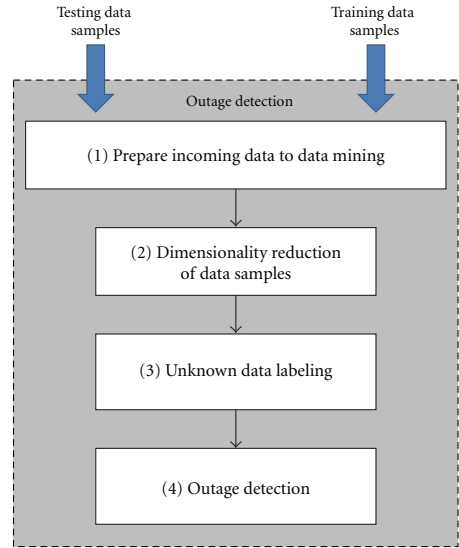 Testing data
samples
Training data
samples
Outage detection
(1) Prepare incoming data to data mining
(2) Dimensionality reduction
of data samples
(3) Unknown data labeling
(4) Outage detection